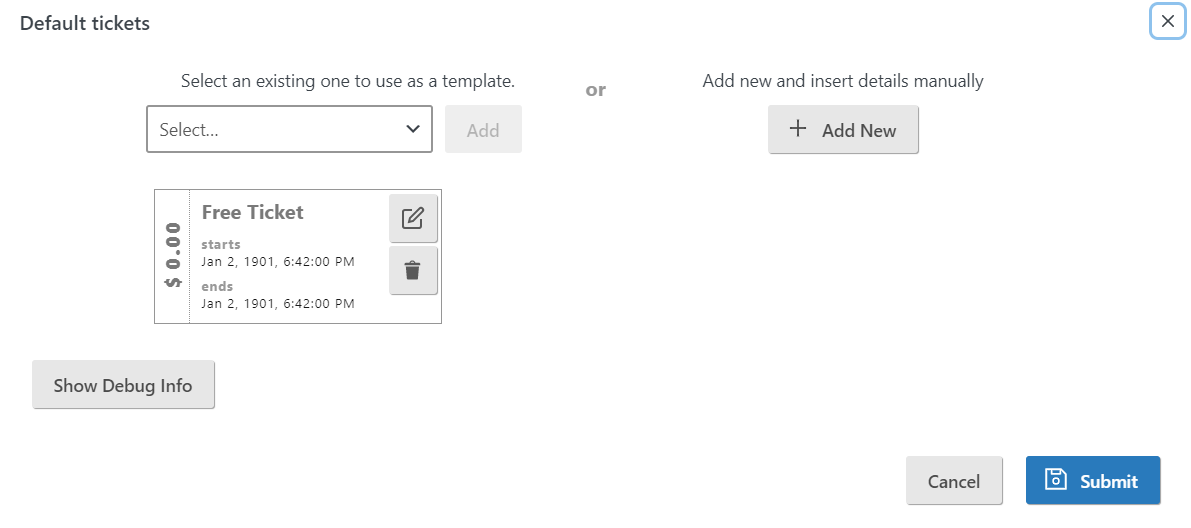 Default tickets
Select an existing one to use as a template.
or
Add new and insert details manually
Select...
Add
Add New
$ 0.00
Free Ticket
starts
Jan 2, 1901, 6:42:00 PM
ends
Jan 2, 1901, 6:42:00 PM
Show Debug Info
Cancel
Submit